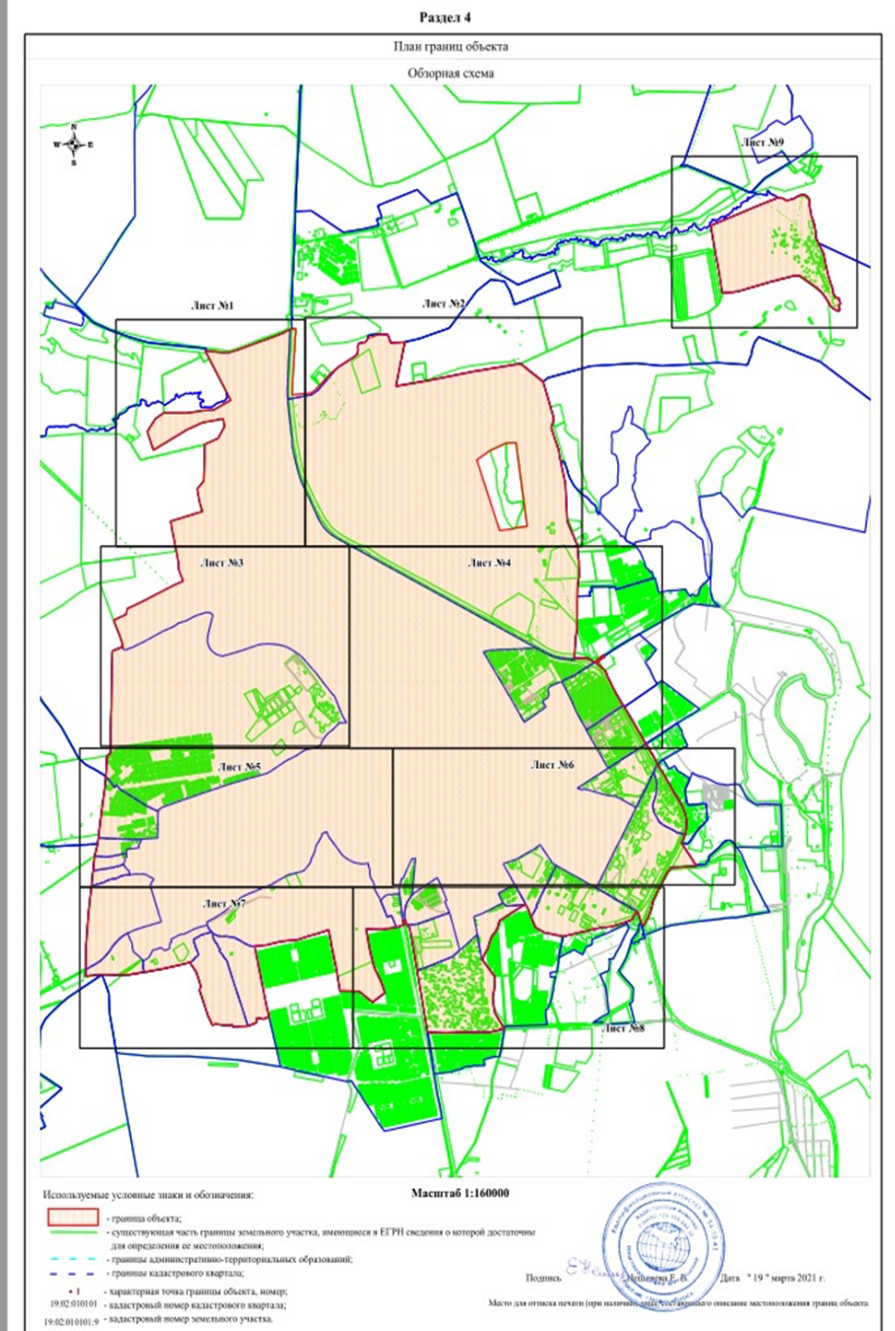 Раздел 4
План границ объекта
Обзорная схема
N
W E
S
Лист №9
Лист №1
Лист №2
Лист №3
Лист №4
Лист №5
Лист №6
Лист №7
Лист №8
Используемые условные знаки и обозначения:
Масштаб 1:160000
- граница объекта;
- существующая часть границы земельного участка, имеющиеся в ЕГРН сведения о которой достаточны
для определения ее местоположения;
- границы административно-территориальных образований;
- границы кадастрового квартала;
• 1 - характерная точка границы объекта, номер;
19:02:010101 - кадастровый номер кадастрового квартала;
19:02:010101:9 - кадастровый номер земельного участка.
Подпись
Дата " 19 " марта 2021 г.
Место для оттиска печати (при наличии) лица, составившего описание местоположения границ объекта